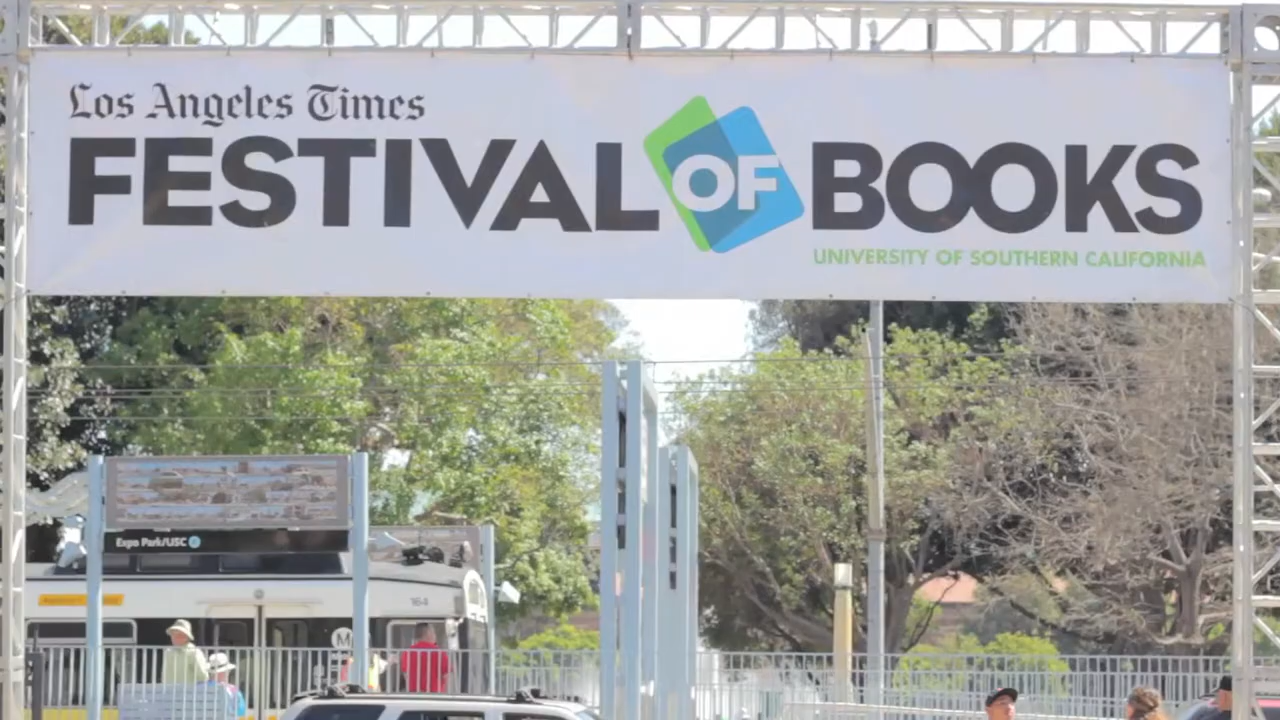 Los Angeles Times
FESTIVAL OF BOOKS
UNIVERSITY OF SOUTHERN CALIFORNIA
Expo Park/USC
164
M